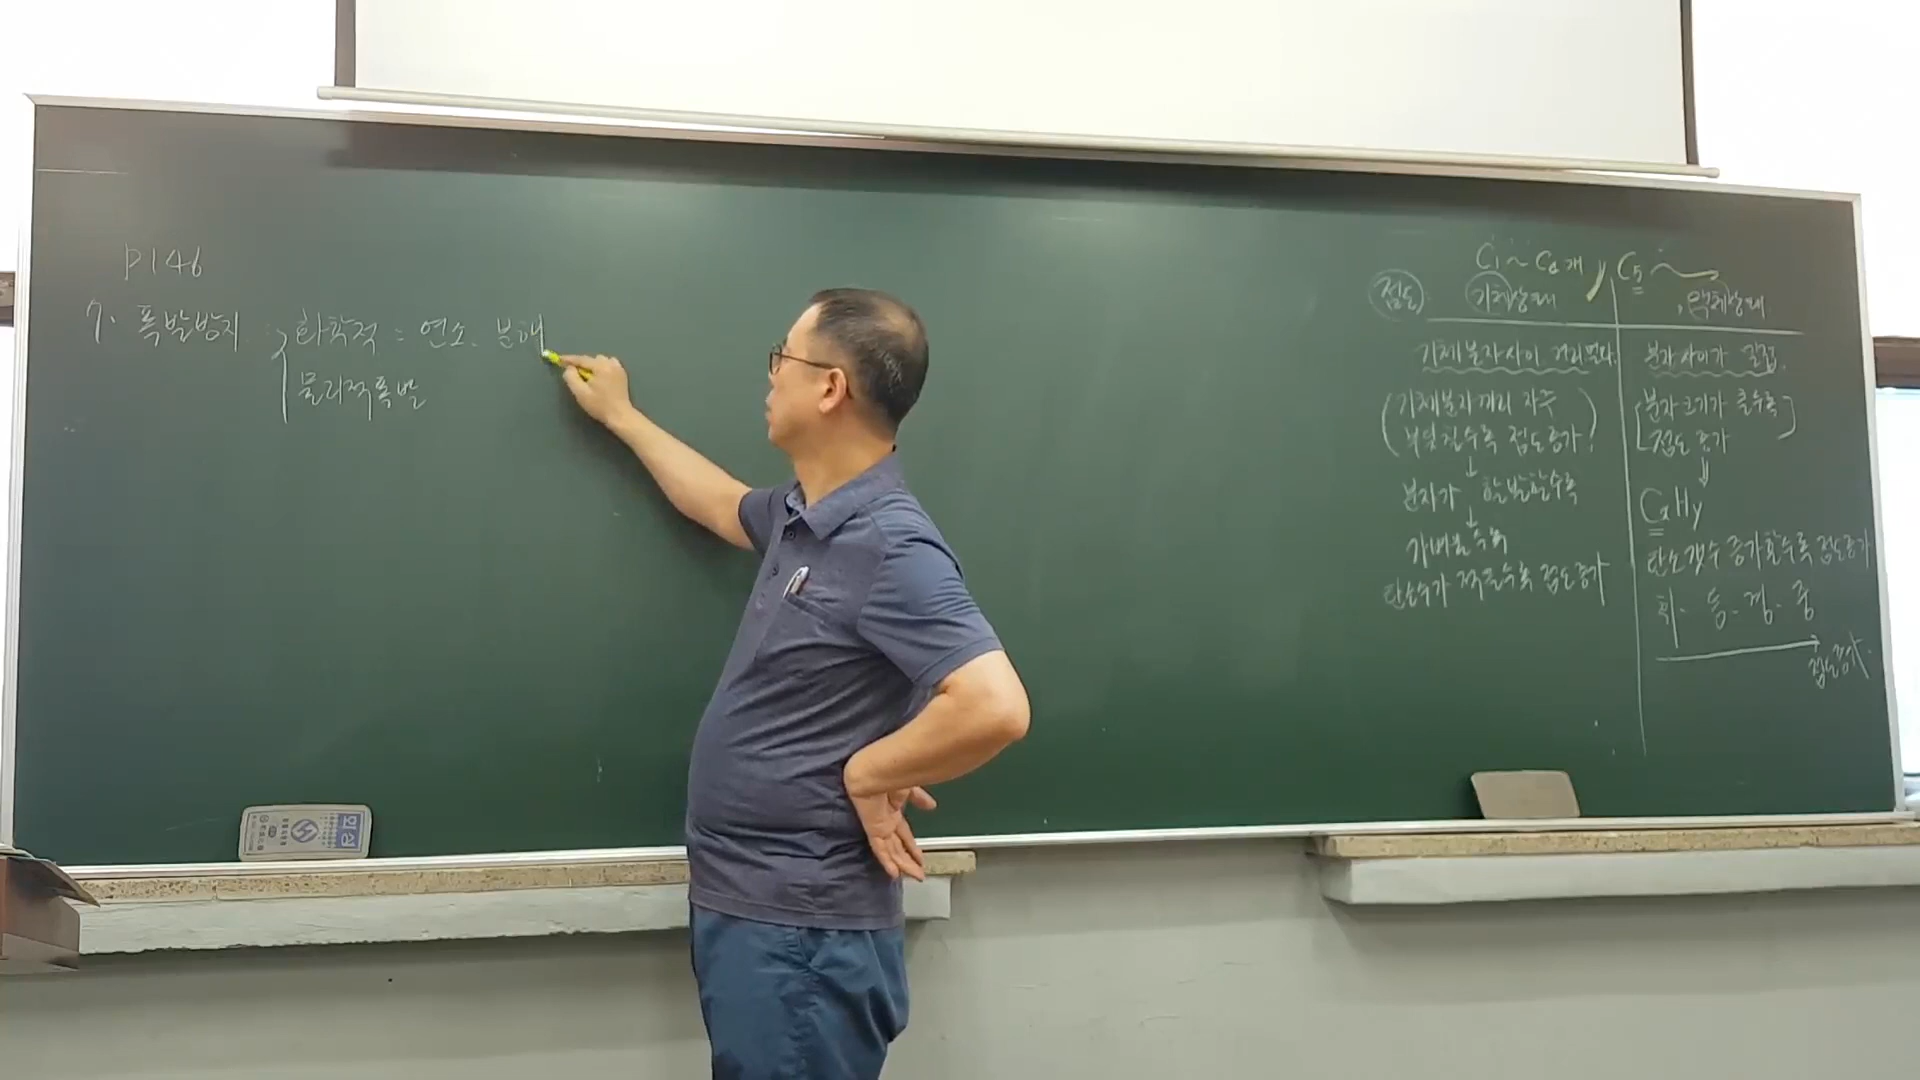 P146
7. 폭발방지
화학적 = 연소, 분해
물리적폭발
점도
C₁~C₄개
C₅~
기체상태
액체상태
기체분자사이 거리멀다.
(기체분자끼리 자주
부딪힐수록 점도증가)
↓
분자가 활발할수록
↓
가벼울수록
탄소수가 적을수록 점도증가
분자사이가 밀접.
[분자크기가 클수록
점도증가]
⇓
CxHy
탄소갯수 증가할수록 점도증가
휘. 등. 경. 중
점도증가.
의성